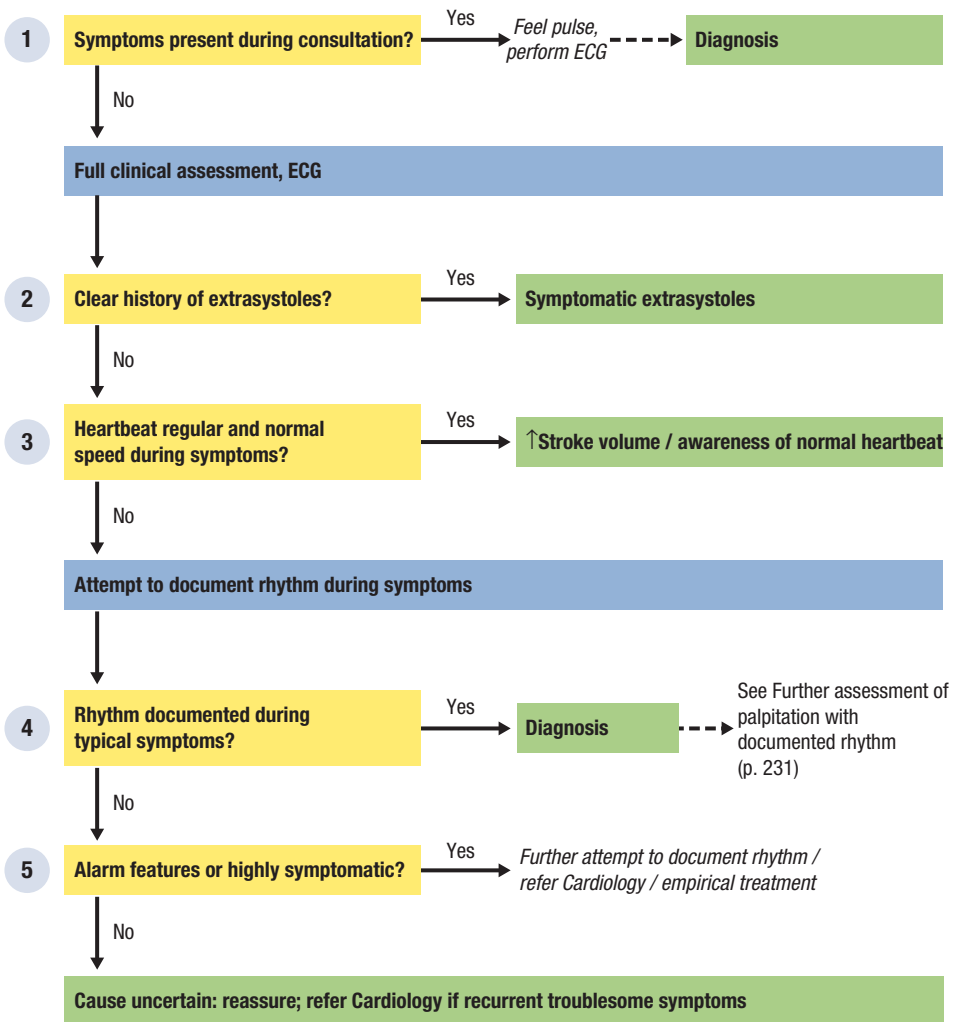 1
Symptoms present during consultation?
Yes
Feel pulse,
perform ECG
Diagnosis
No
Full clinical assessment, ECG
2
Clear history of extrasystoles?
Yes
Symptomatic extrasystoles
No
3
Heartbeat regular and normal
speed during symptoms?
Yes
↑Stroke volume / awareness of normal heartbeat
No
Attempt to document rhythm during symptoms
4
Rhythm documented during
typical symptoms?
Yes
Diagnosis
See Further assessment of
palpitation with
documented rhythm
(p. 231)
No
5
Alarm features or highly symptomatic?
Yes
Further attempt to document rhythm /
refer Cardiology / empirical treatment
No
Cause uncertain: reassure; refer Cardiology if recurrent troublesome symptoms